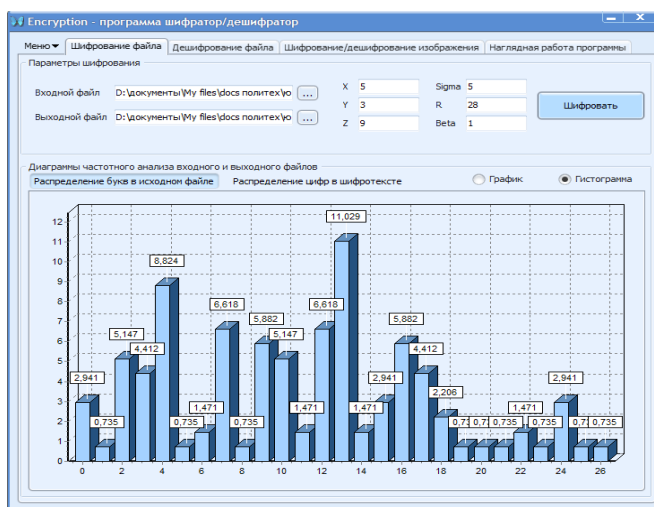 Encryption - программа шифратор/дешифратор
Меню Шифрование файла Дешифрование файла Шифрование/дешифрование изображения Наглядная работа программы
Параметры шифрования
Входной файл D:\документы\My files\docs политех\ю ... X 5 Sigma 5
Y 3 R 28 Шифровать
Выходной файл D:\документы\My files\docs политех\ю ... Z 9 Beta 1
Диаграммы частотного анализа входного и выходного файлов
Распределение букв в исходном файле Распределение цифр в шифротексте График Гистограмма
12
11
10
9
8
7
6
5
4
3
2
1
0
2,941 0,735 5,147 4,412 8,824 0,735 1,471 6,618 0,735 5,882 5,147 1,471 6,618 11,029 1,471 2,941 5,882 4,412 2,206 0,73 0,7 0,735 1,471 0,735 2,941 0,7 0,735
0 2 4 6 8 10 12 14 16 18 20 22 24 26